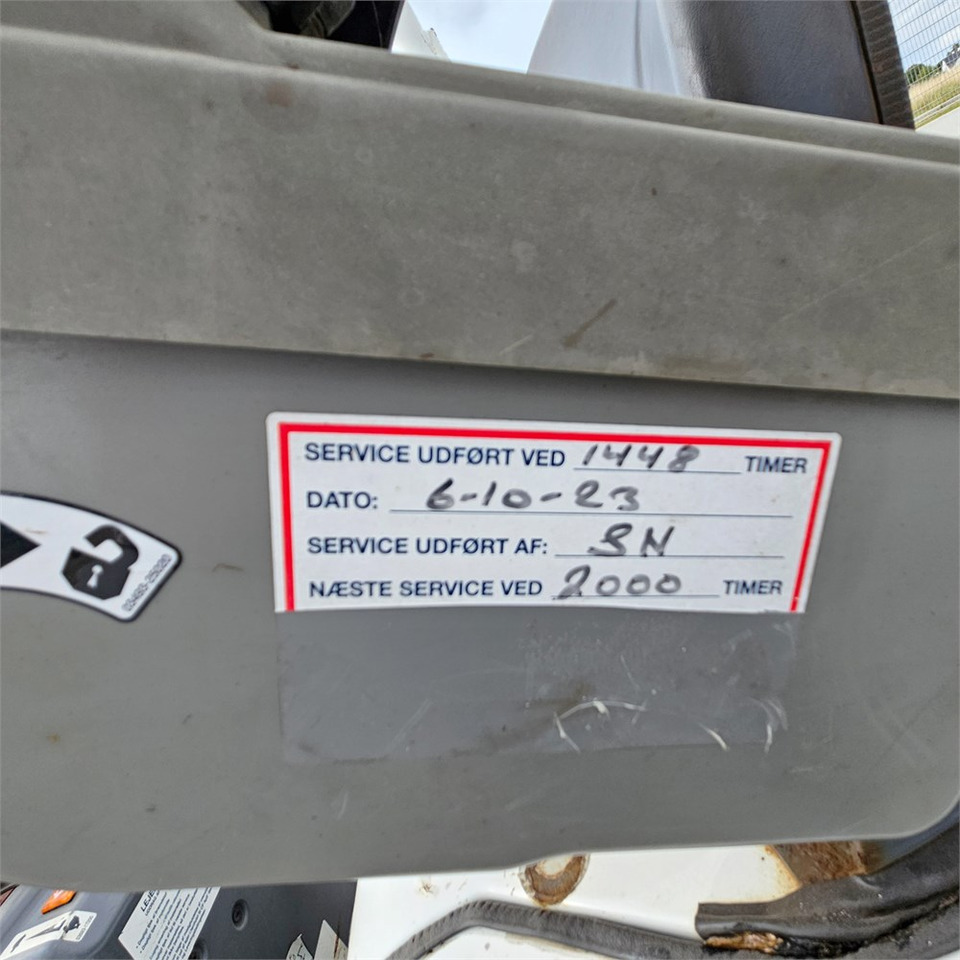 SERVICE UDFØRT VED 1448 TIMER
DATO: 6-10-23
SERVICE UDFØRT AF: SN
NÆSTE SERVICE VED 2000 TIMER